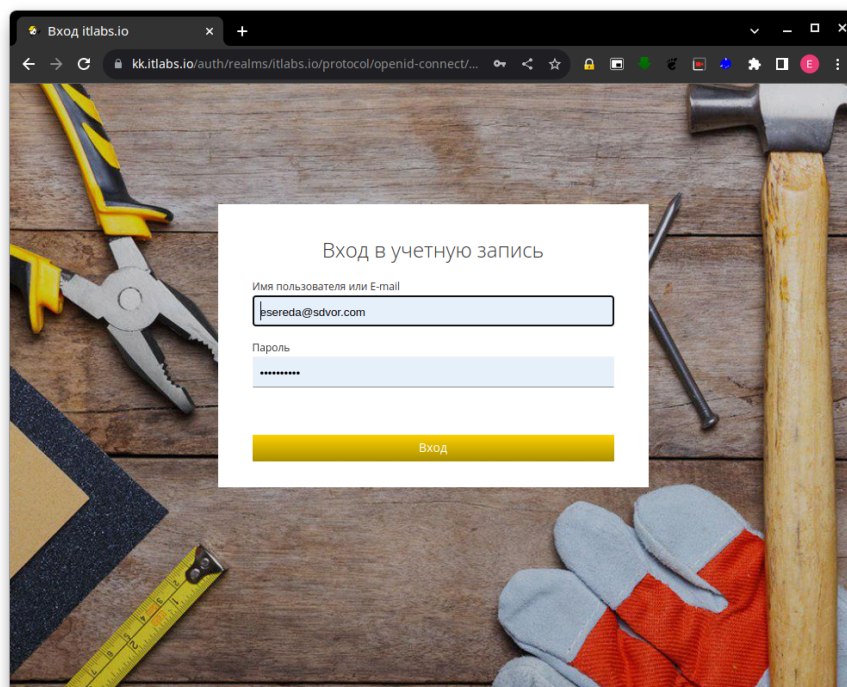 Вход itlabs.io
kk.itlabs.io/auth/realms/itlabs.io/protocol/openid-connect/...
E
Вход в учетную запись
Имя пользователя или E-mail
esereda@sdvor.com
Пароль
••••••••••
Вход